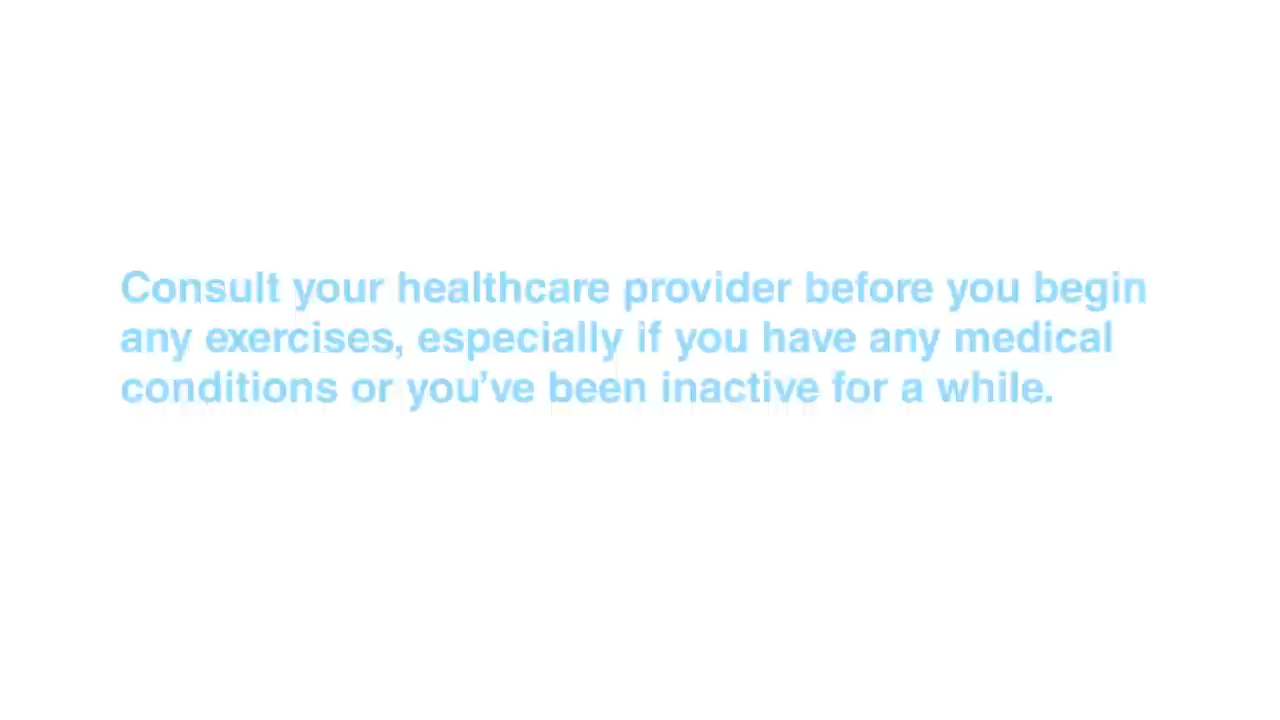 Consult your healthcare provider before you begin
any exercises, especially if you have any medical
conditions or you’ve been inactive for a while.